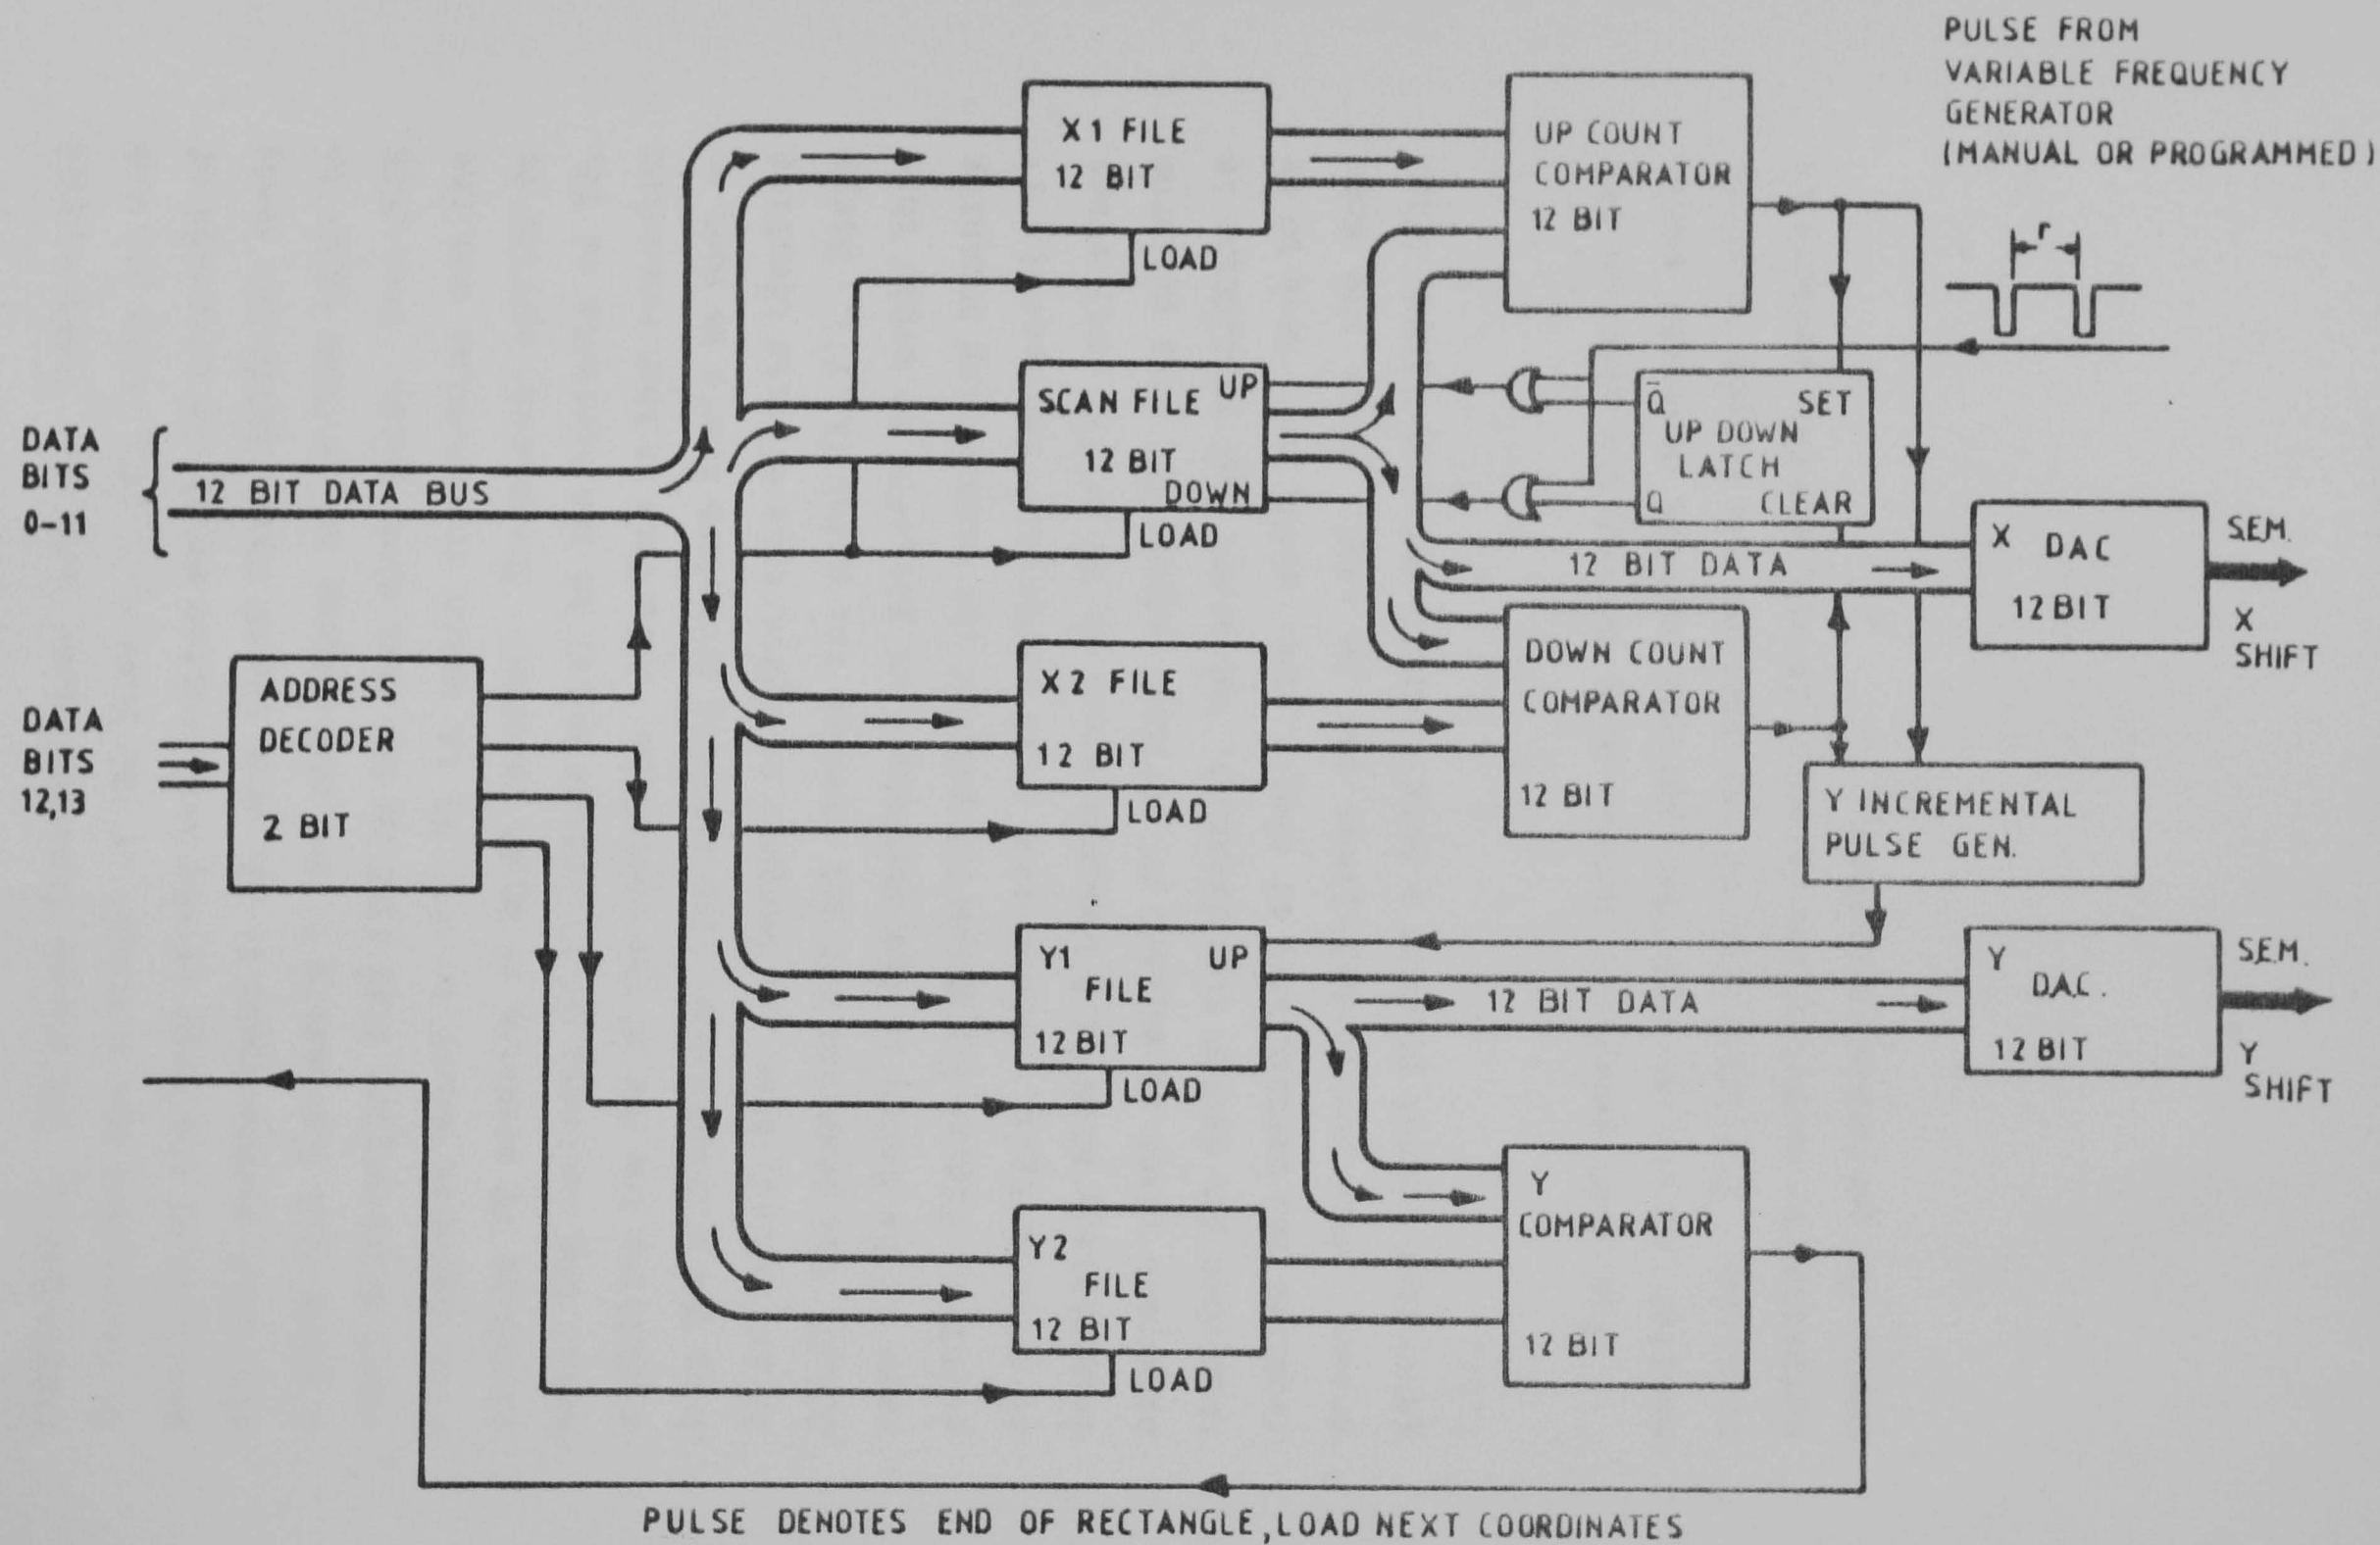 PULSE FROM
VARIABLE FREQUENCY
GENERATOR
(MANUAL OR PROGRAMMED)
r
X1 FILE
12 BIT
LOAD
UP COUNT
COMPARATOR
12 BIT
DATA
BITS
0-11
12 BIT DATA BUS
SCAN FILE UP
12 BIT
DOWN
LOAD
Q̄ SET
UP DOWN
LATCH
Q CLEAR
12 BIT DATA
X DAC
12 BIT
S.E.M.
X
SHIFT
DATA
BITS
12,13
ADDRESS
DECODER
2 BIT
X2 FILE
12 BIT
LOAD
DOWN COUNT
COMPARATOR
12 BIT
Y INCREMENTAL
PULSE GEN.
Y1 UP
FILE
12 BIT
LOAD
12 BIT DATA
Y
D.A.C.
12 BIT
S.E.M.
Y
SHIFT
Y2
FILE
12 BIT
LOAD
Y
COMPARATOR
12 BIT
PULSE DENOTES END OF RECTANGLE, LOAD NEXT COORDINATES